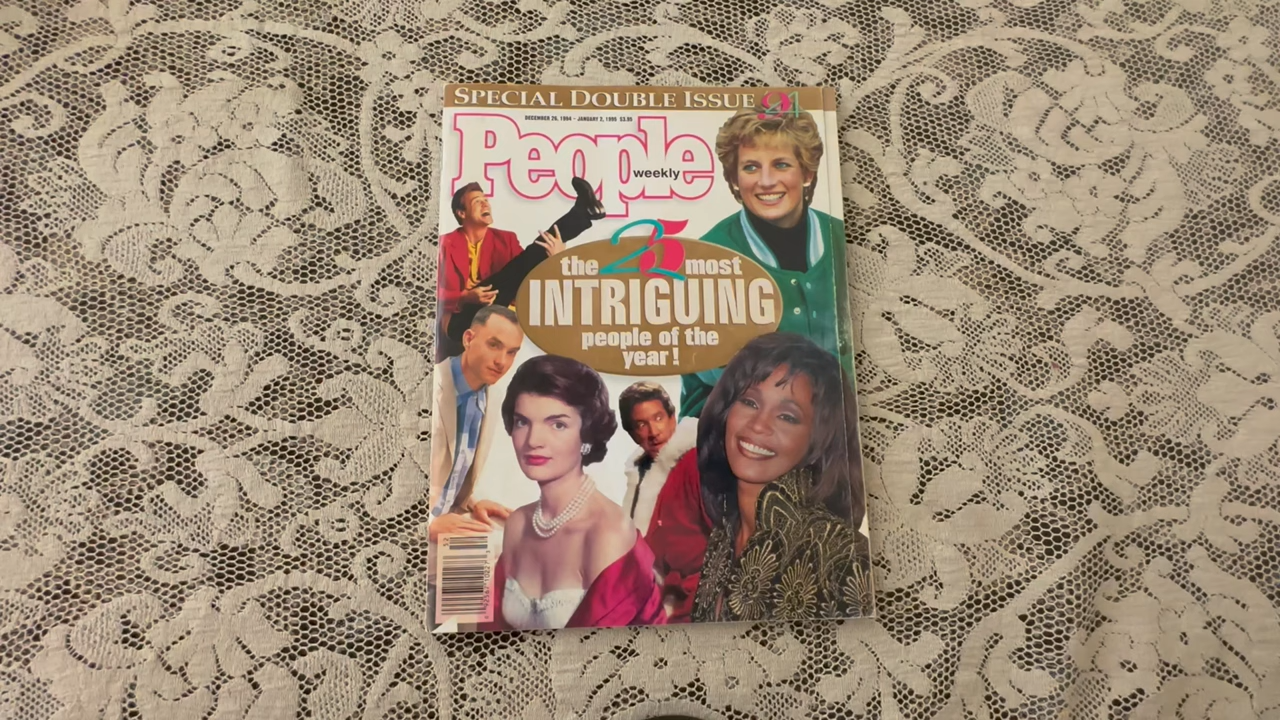 SPECIAL DOUBLE ISSUE 94
DECEMBER 26, 1994 - JANUARY 2, 1995 $3.95
People
weekly
the 25 most
INTRIGUING
people of the
year!